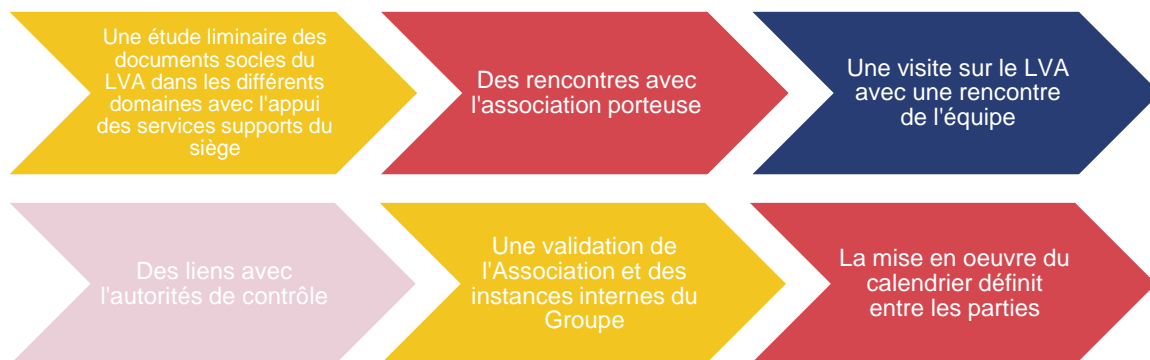 Une étude liminaire des
documents socles du
LVA dans les différents
domaines avec l'appui
des services supports du
siège
Des rencontres avec
l'association porteuse
Une visite sur le LVA
avec une rencontre
de l'équipe
Des liens avec
l'autorités de contrôle
Une validation de
l'Association et des
instances internes du
Groupe
La mise en oeuvre du
calendrier définit
entre les parties